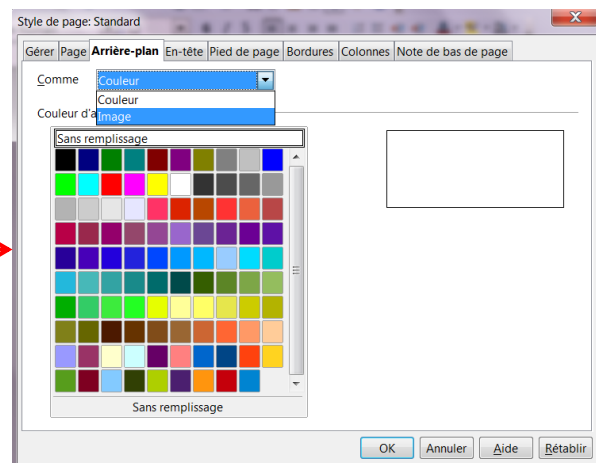 Style de page: Standard
Gérer Page Arrière-plan En-tête Pied de page Bordures Colonnes Note de bas de page
Comme Couleur
Couleur
Couleur d'a Image
Sans remplissage
Sans remplissage
OK Annuler Aide Rétablir